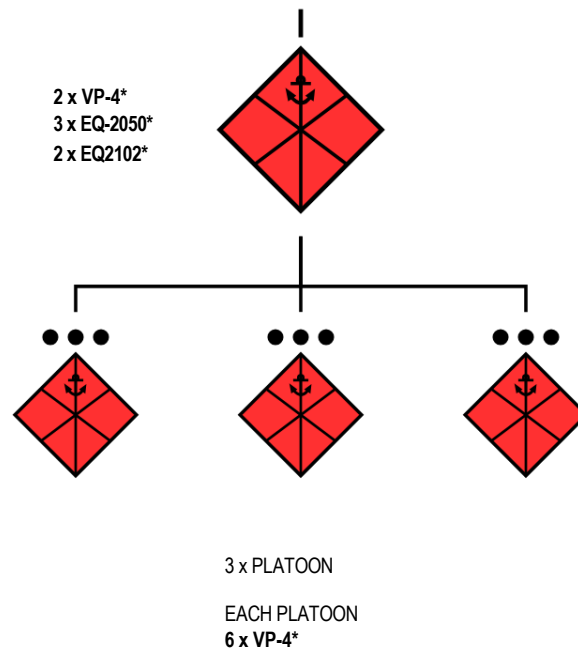 2 x VP-4*
3 x EQ-2050*
2 x EQ2102*
3 x PLATOON
EACH PLATOON
6 x VP-4*